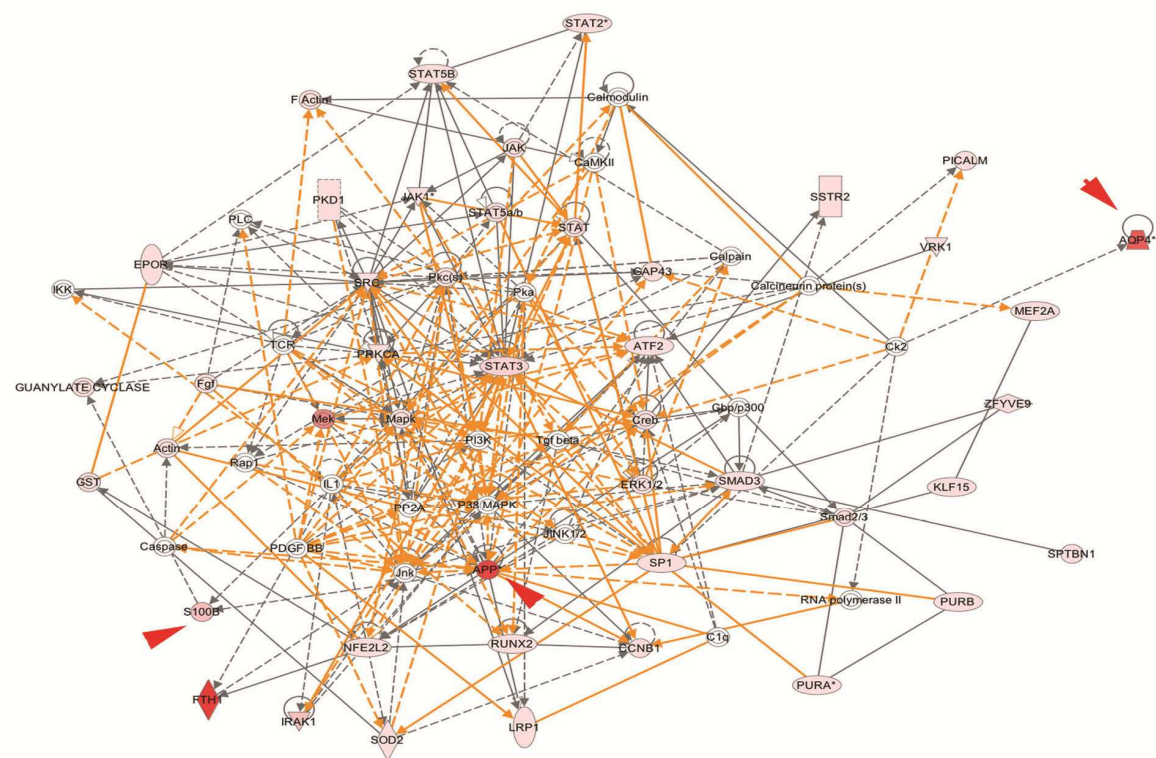 STAT2*
STAT5B
F Actin
Calmodulin
JAK
CaMKII
PICALM
PKD1
JAK1*
SSTR2
STAT5a/b
PLC
STAT
AQP4*
VRK1
Calpain
EPOR
SRC
Pkc(s)
GAP43
IKK
Pka
Calcineurin protein(s)
MEF2A
TCR
PRKCA
ATF2
Ck2
STAT3
GUANYLATE CYCLASE
Fgf
Mek
Mapk
Creb
Cbp/p300
ZFYVE9
PI3K
Tgf beta
Actin
Rap1
GST
IL1
ERK1/2
SMAD3
KLF15
PP2A
P38 MAPK
Smad2/3
JINK1/2
Caspase
PDGF BB
SPTBN1
Jnk
APP*
SP1
RNA polymerase II
PURB
S100B
NFE2L2
RUNX2
CCNB1
C1q
PURA*
FTH1
IRAK1
SOD2
LRP1